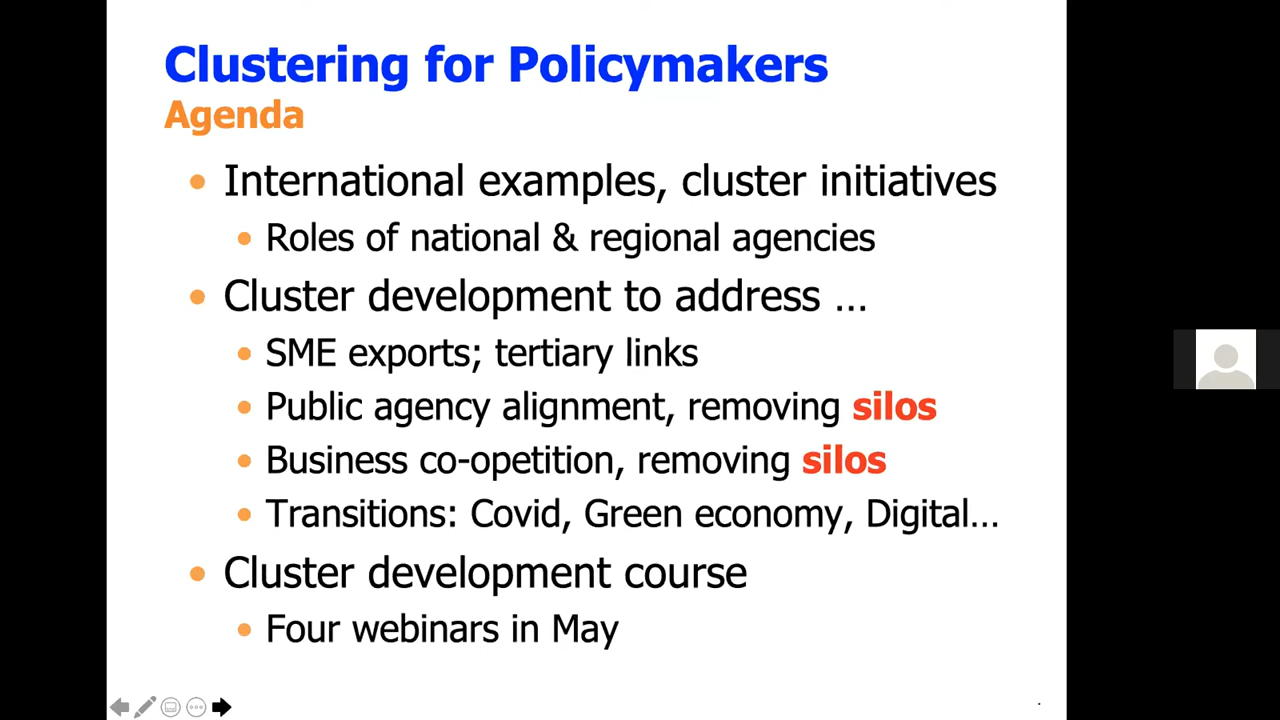 Clustering for Policymakers
Agenda
• International examples, cluster initiatives
• Roles of national & regional agencies
• Cluster development to address ...
• SME exports; tertiary links
• Public agency alignment, removing silos
• Business co-opetition, removing silos
• Transitions: Covid, Green economy, Digital...
• Cluster development course
• Four webinars in May